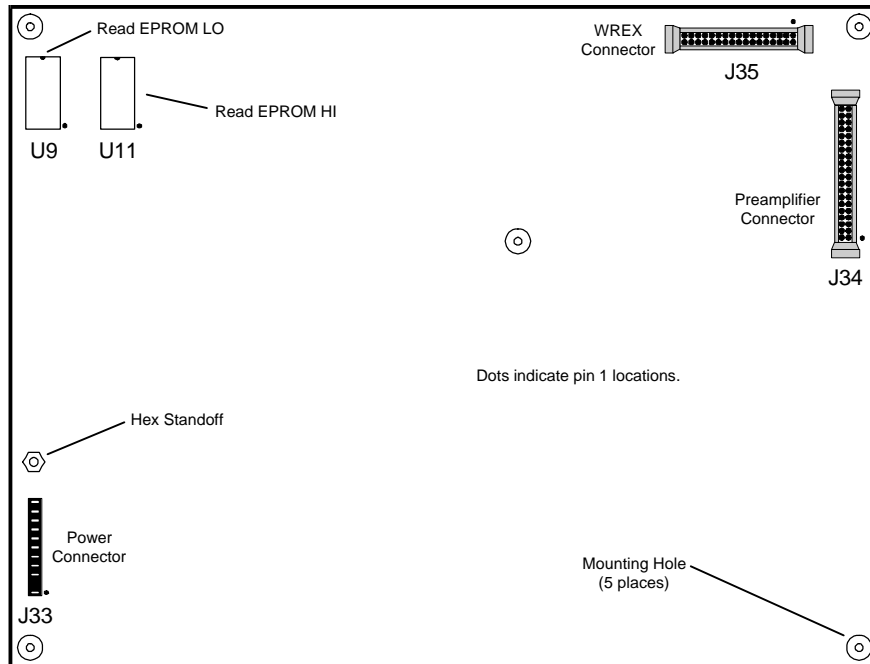 Read EPROM LO
Read EPROM HI
U9
U11
WREX
Connector
J35
Preamplifier
Connector
J34
Dots indicate pin 1 locations.
Hex Standoff
Power
Connector
J33
Mounting Hole
(5 places)